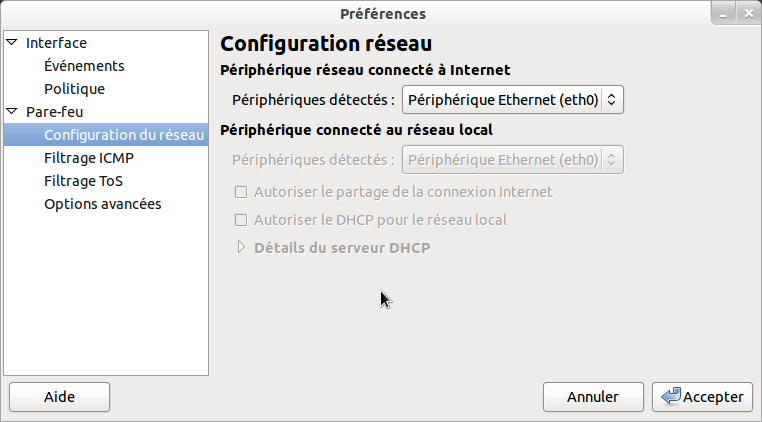 Préférences
Interface
Événements
Politique
Pare-feu
Configuration du réseau
Filtrage ICMP
Filtrage ToS
Options avancées
Configuration réseau
Périphérique réseau connecté à Internet
Périphériques détectés : Périphérique Ethernet (eth0)
Périphérique connecté au réseau local
Périphériques détectés : Périphérique Ethernet (eth0)
Autoriser le partage de la connexion Internet
Autoriser le DHCP pour le réseau local
Détails du serveur DHCP
Aide
Annuler
Accepter